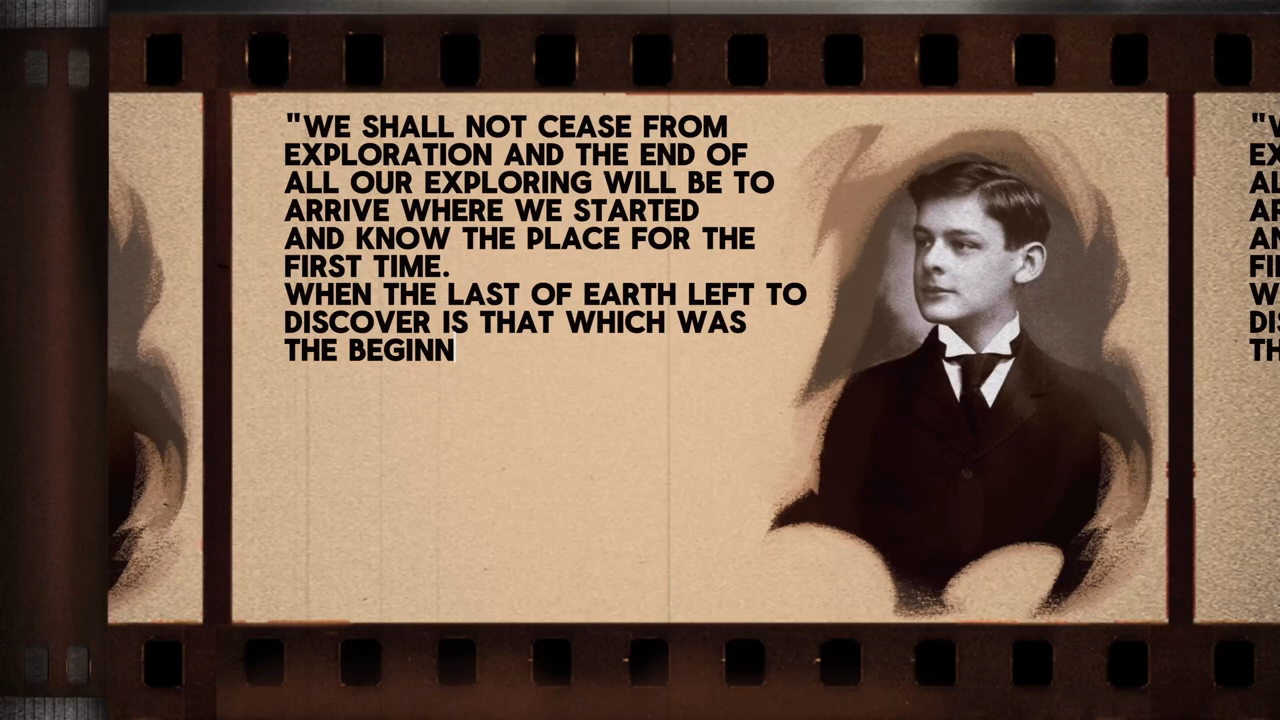 "WE SHALL NOT CEASE FROM
EXPLORATION AND THE END OF
ALL OUR EXPLORING WILL BE TO
ARRIVE WHERE WE STARTED
AND KNOW THE PLACE FOR THE
FIRST TIME.
WHEN THE LAST OF EARTH LEFT TO
DISCOVER IS THAT WHICH WAS
THE BEGINN